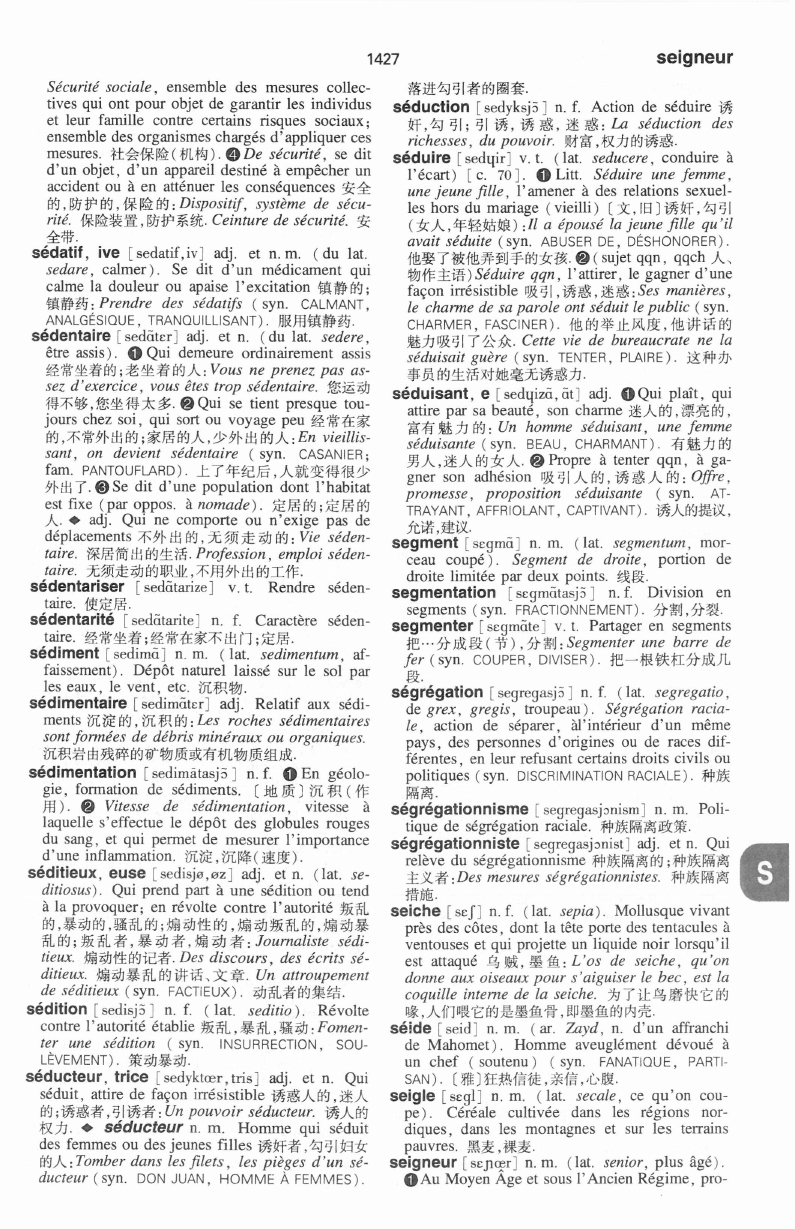 1427
seigneur
Sécurité sociale, ensemble des mesures collec-
tives qui ont pour objet de garantir les individus
et leur famille contre certains risques sociaux;
ensemble des organismes chargés d'appliquer ces
mesures. 社会保险(机构). ❹ De sécurité, se dit
d'un objet, d'un appareil destiné à empêcher un
accident ou à en atténuer les conséquences 安全
的,防护的,保险的: Dispositif, système de sécu-
rité. 保险装置,防护系统. Ceinture de sécurité. 安
全带.
sédatif, ive [sedatif,iv] adj. et n.m. (du lat.
sedare, calmer). Se dit d'un médicament qui
calme la douleur ou apaise l'excitation 镇静的;
镇静药: Prendre des sédatifs (syn. CALMANT,
ANALGÉSIQUE, TRANQUILLISANT). 服用镇静药.
sédentaire [sedɑ̃tɛr] adj. et n. (du lat. sedere,
être assis). ❶ Qui demeure ordinairement assis
经常坐着的;老坐着的人: Vous ne prenez pas as-
sez d'exercice, vous êtes trop sédentaire. 您运动
得不够,您坐得太多. ❷ Qui se tient presque tou-
jours chez soi, qui sort ou voyage peu 经常在家
的,不常外出的;家居的人,少外出的人: En vieillis-
sant, on devient sédentaire (syn. CASANIER;
fam. PANTOUFLARD). 上了年纪后,人就变得很少
外出了. ❸ Se dit d'une population dont l'habitat
est fixe (par oppos. à nomade). 定居的;定居的
人. ◆ adj. Qui ne comporte ou n'exige pas de
déplacements 不外出的,无须走动的: Vie séden-
taire. 深居简出的生活. Profession, emploi séden-
taire. 无须走动的职业,不用外出的工作.
sédentariser [sedɑ̃tarize] v.t. Rendre séden-
taire. 使定居.
sédentarité [sedɑ̃tarite] n. f. Caractère séden-
taire. 经常坐着;经常在家不出门;定居.
sédiment [sedimɑ̃] n. m. (lat. sedimentum, af-
faissement). Dépôt naturel laissé sur le sol par
les eaux, le vent, etc. 沉积物.
sédimentaire [sedimɑ̃tɛr] adj. Relatif aux sédi-
ments 沉淀的,沉积的: Les roches sédimentaires
sont formées de débris minéraux ou organiques.
沉积岩由残碎的矿物质或有机物质组成.
sédimentation [sedimɑ̃tasjɔ̃] n. f. ❶ En géolo-
gie, formation de sédiments. 〔地质〕沉积(作
用). ❷ Vitesse de sédimentation, vitesse à
laquelle s'effectue le dépôt des globules rouges
du sang, et qui permet de mesurer l'importance
d'une inflammation. 沉淀,沉降(速度).
séditieux, euse [sedisjø,øz] adj. et n. (lat. se-
ditiosus). Qui prend part à une sédition ou tend
à la provoquer; en révolte contre l'autorité 叛乱
的,暴动的,骚乱的;煽动性的,煽动叛乱的,煽动暴
乱的;叛乱者,暴动者,煽动者: Journaliste sédi-
tieux. 煽动性的记者. Des discours, des écrits sé-
ditieux. 煽动暴乱的讲话、文章. Un attroupement
de séditieux (syn. FACTIEUX). 动乱者的集结.
sédition [sedisjɔ̃] n. f. (lat. seditio). Révolte
contre l'autorité établie 叛乱,暴乱,骚动: Fomen-
ter une sédition (syn. INSURRECTION, SOU-
LÈVEMENT). 策动暴动.
séducteur, trice [sedyktœr,tris] adj. et n. Qui
séduit, attire de façon irrésistible 诱惑人的,迷人
的;诱惑者,引诱者: Un pouvoir séducteur. 诱人的
权力. ◆ séducteur n. m. Homme qui séduit
des femmes ou des jeunes filles 诱奸者,勾引妇女
的人: Tomber dans les filets, les pièges d'un sé-
ducteur (syn. DON JUAN, HOMME À FEMMES).
落进勾引者的圈套.
séduction [sedyksjɔ̃] n. f. Action de séduire 诱
奸,勾引;引诱,诱惑,迷惑: La séduction des
richesses, du pouvoir. 财富,权力的诱惑.
séduire [sedɥir] v. t. (lat. seducere, conduire à
l'écart) [c. 70]. ❶ Litt. Séduire une femme,
une jeune fille, l'amener à des relations sexuel-
les hors du mariage (vieilli) 〔文,旧〕诱奸,勾引
(女人,年轻姑娘): Il a épousé la jeune fille qu'il
avait séduite (syn. ABUSER DE, DÉSHONORER).
他娶了被他弄到手的女孩. ❷ (sujet qqn, qqch 人、
物作主语) Séduire qqn, l'attirer, le gagner d'une
façon irrésistible 吸引,诱惑,迷惑: Ses manières,
le charme de sa parole ont séduit le public (syn.
CHARMER, FASCINER). 他的举止风度,他讲话的
魅力吸引了公众. Cette vie de bureaucrate ne la
séduisait guère (syn. TENTER, PLAIRE). 这种办
事员的生活对她毫无诱惑力.
séduisant, e [sedɥizɑ̃,ɑ̃t] adj. ❶ Qui plaît, qui
attire par sa beauté, son charme 迷人的,漂亮的,
富有魅力的: Un homme séduisant, une femme
séduisante (syn. BEAU, CHARMANT). 有魅力的
男人,迷人的女人. ❷ Propre à tenter qqn, à ga-
gner son adhésion 吸引人的,诱惑人的: Offre,
promesse, proposition séduisante (syn. AT-
TRAYANT, AFFRIOLANT, CAPTIVANT). 诱人的提议,
允诺,建议.
segment [sɛgmɑ̃] n. m. (lat. segmentum, mor-
ceau coupé). Segment de droite, portion de
droite limitée par deux points. 线段.
segmentation [sɛgmɑ̃tasjɔ̃] n. f. Division en
segments (syn. FRACTIONNEMENT). 分割,分裂.
segmenter [sɛgmɑ̃te] v. t. Partager en segments
把…分成段(节),分割: Segmenter une barre de
fer (syn. COUPER, DIVISER). 把一根铁杠分成几
段.
ségrégation [segregasjɔ̃] n. f. (lat. segregatio,
de grex, gregis, troupeau). Ségrégation racia-
le, action de séparer, àl'intérieur d'un même
pays, des personnes d'origines ou de races dif-
férentes, en leur refusant certains droits civils ou
politiques (syn. DISCRIMINATION RACIALE). 种族
隔离.
ségrégationnisme [segregasjɔnism] n. m. Poli-
tique de ségrégation raciale. 种族隔离政策.
ségrégationniste [segregasjɔnist] adj. et n. Qui
relève du ségrégationnisme 种族隔离的;种族隔离
主义者: Des mesures ségrégationnistes. 种族隔离
措施.
S
seiche [sɛʃ] n. f. (lat. sepia). Mollusque vivant
près des côtes, dont la tête porte des tentacules à
ventouses et qui projette un liquide noir lorsqu'il
est attaqué 乌贼,墨鱼: L'os de seiche, qu'on
donne aux oiseaux pour s'aiguiser le bec, est la
coquille interne de la seiche. 为了让鸟磨快它的
喙,人们喂它的是墨鱼骨,即墨鱼的内壳.
séide [seid] n. m. (ar. Zayd, n. d'un affranchi
de Mahomet). Homme aveuglément dévoué à
un chef (soutenu) (syn. FANATIQUE, PARTI-
SAN). 〔雅〕狂热信徒,亲信,心腹.
seigle [sɛgl] n. m. (lat. secale, ce qu'on cou-
pe). Céréale cultivée dans les régions nor-
diques, dans les montagnes et sur les terrains
pauvres. 黑麦,裸麦.
seigneur [sɛɲœr] n. m. (lat. senior, plus âgé).
❶ Au Moyen Âge et sous l'Ancien Régime, pro-